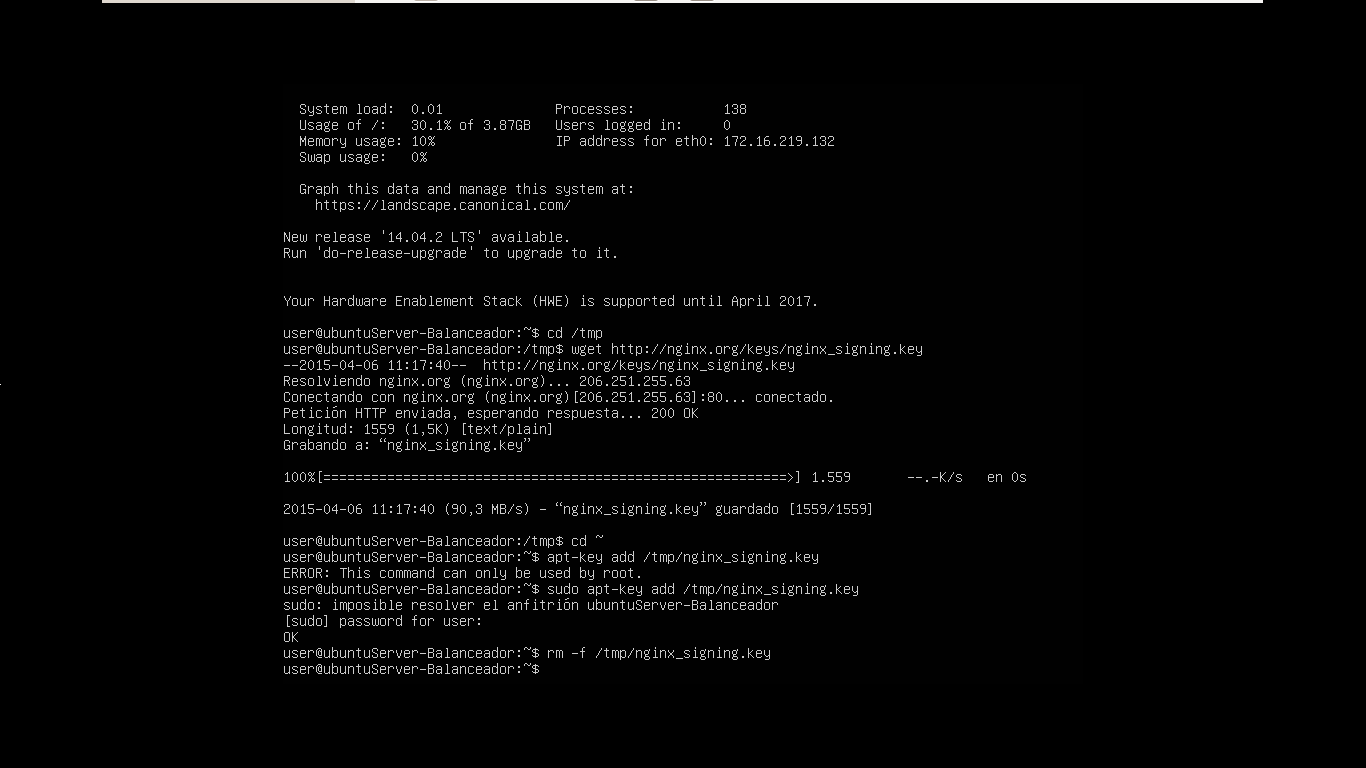 System load: 0.01 Processes: 138
Usage of /: 30.1% of 3.87GB Users logged in: 0
Memory usage: 10% IP address for eth0: 172.16.219.132
Swap usage: 0%
Graph this data and manage this system at:
https://landscape.canonical.com/
New release '14.04.2 LTS' available.
Run 'do-release-upgrade' to upgrade to it.
Your Hardware Enablement Stack (HWE) is supported until April 2017.
user@ubuntuServer-Balanceador:~$ cd /tmp
user@ubuntuServer-Balanceador:/tmp$ wget http://nginx.org/keys/nginx_signing.key
--2015-04-06 11:17:40-- http://nginx.org/keys/nginx_signing.key
Resolviendo nginx.org (nginx.org)... 206.251.255.63
Conectando con nginx.org (nginx.org)[206.251.255.63]:80... conectado.
Petición HTTP enviada, esperando respuesta... 200 OK
Longitud: 1559 (1,5K) [text/plain]
Grabando a: “nginx_signing.key”
100%[==========================================================>] 1.559 --.-K/s en 0s
2015-04-06 11:17:40 (90,3 MB/s) - “nginx_signing.key” guardado [1559/1559]
user@ubuntuServer-Balanceador:/tmp$ cd ~
user@ubuntuServer-Balanceador:~$ apt-key add /tmp/nginx_signing.key
ERROR: This command can only be used by root.
user@ubuntuServer-Balanceador:~$ sudo apt-key add /tmp/nginx_signing.key
sudo: imposible resolver el anfitrión ubuntuServer-Balanceador
[sudo] password for user:
OK
user@ubuntuServer-Balanceador:~$ rm -f /tmp/nginx_signing.key
user@ubuntuServer-Balanceador:~$